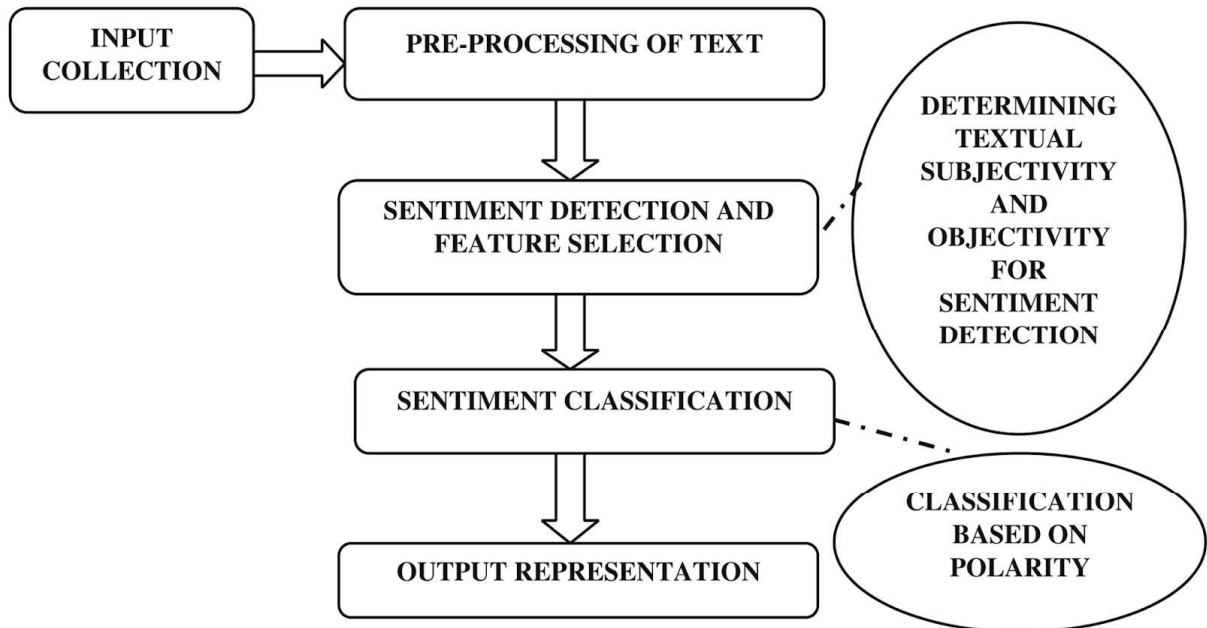 INPUT
COLLECTION
PRE-PROCESSING OF TEXT
SENTIMENT DETECTION AND
FEATURE SELECTION
DETERMINING
TEXTUAL
SUBJECTIVITY
AND
OBJECTIVITY
FOR
SENTIMENT
DETECTION
SENTIMENT CLASSIFICATION
CLASSIFICATION
BASED ON
POLARITY
OUTPUT REPRESENTATION